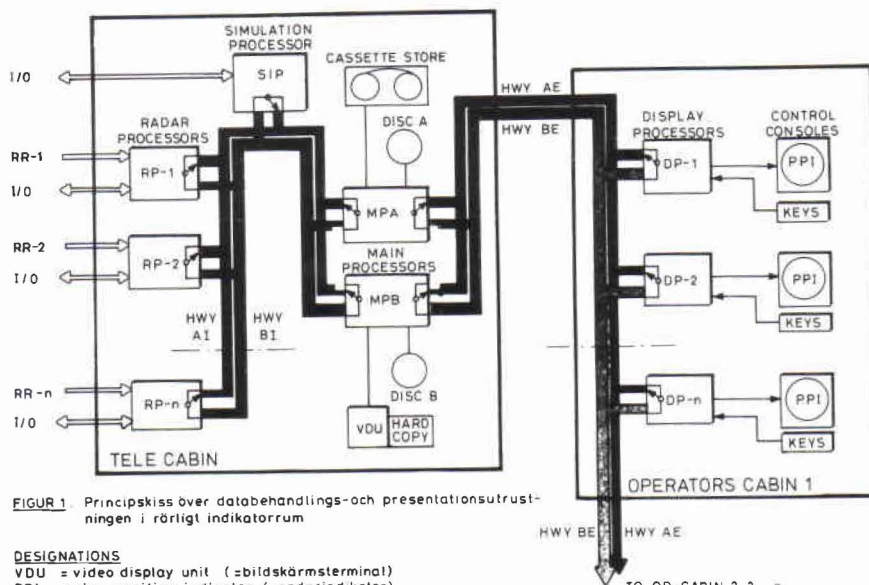 SIMULATION
PROCESSOR
SIP
CASSETTE STORE
I/O
HWY AE
HWY BE
DISC A
DISPLAY
PROCESSORS
CONTROL
CONSOLES
RADAR
PROCESSORS
RR-1
RP-1
I/O
DP-1
PPI
KEYS
MPA
MAIN
PROCESSORS
RR-2
RP-2
I/O
MPB
DP-2
PPI
KEYS
HWY
AI
HWY
BI
DISC B
RR-n
RP-n
I/O
VDU
HARD
COPY
DP-n
PPI
KEYS
TELE CABIN
OPERATORS CABIN 1
FIGUR 1. Principskiss över databehandlings-och presentationsutrust-
ningen i rörligt indikatorrum
HWY BE
HWY AE
DESIGNATIONS
VDU = video display unit (=bildskärmsterminal)